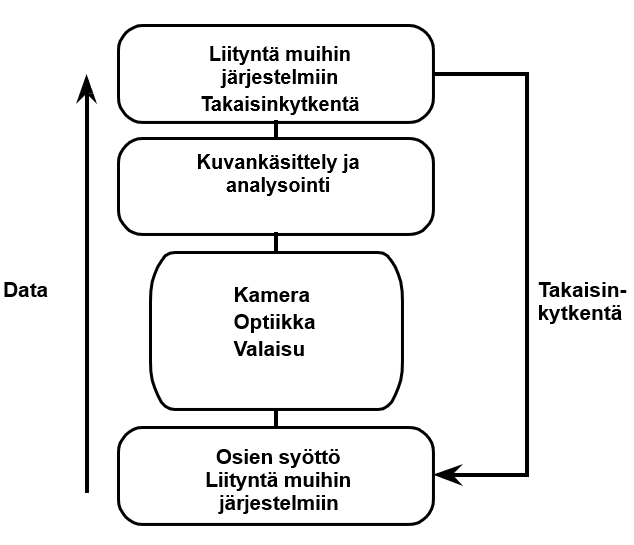 Liityntä muihin
järjestelmiin
Takaisinkytkentä
Kuvankäsittely ja
analysointi
Data
Kamera
Optiikka
Valaisu
Takaisin-
kytkentä
Osien syöttö
Liityntä muihin
järjestelmiin